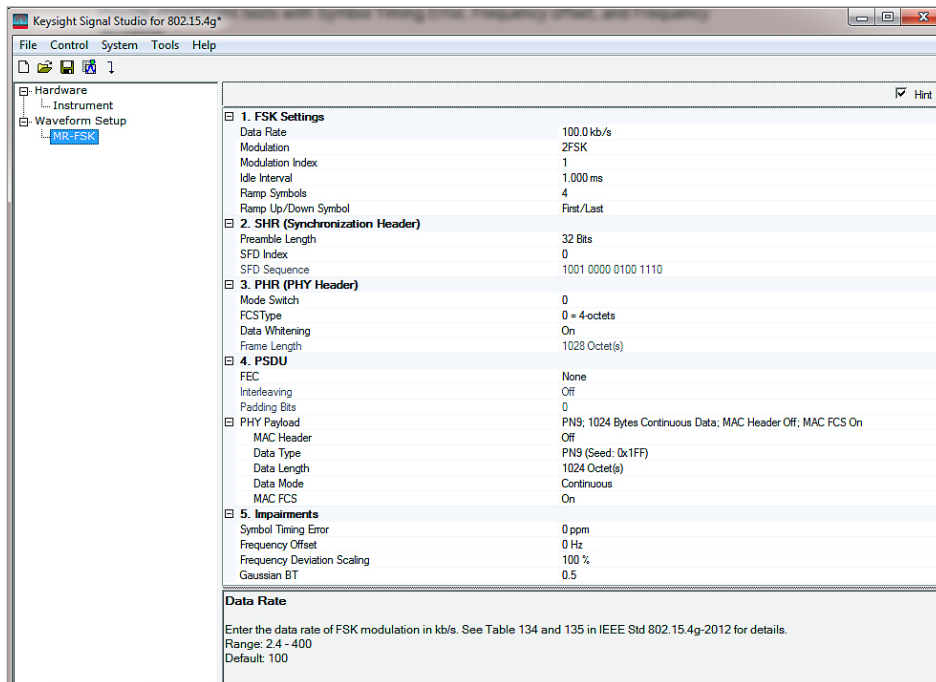 tests with Symbol Timing Error, Frequency offset, and Frequency
Keysight Signal Studio for 802.15.4g*
File Control System Tools Help
Hardware
Instrument
Waveform Setup
MR-FSK
Hint
1. FSK Settings
Data Rate 100.0 kb/s
Modulation 2FSK
Modulation Index 1
Idle Interval 1.000 ms
Ramp Symbols 4
Ramp Up/Down Symbol First/Last
2. SHR (Synchronization Header)
Preamble Length 32 Bits
SFD Index 0
SFD Sequence 1001 0000 0100 1110
3. PHR (PHY Header)
Mode Switch 0
FCSType 0 = 4-octets
Data Whitening On
Frame Length 1028 Octet(s)
4. PSDU
FEC None
Interleaving Off
Padding Bits 0
PHY Payload PN9; 1024 Bytes Continuous Data; MAC Header Off; MAC FCS On
MAC Header Off
Data Type PN9 (Seed: 0x1FF)
Data Length 1024 Octet(s)
Data Mode Continuous
MAC FCS On
5. Impairments
Symbol Timing Error 0 ppm
Frequency Offset 0 Hz
Frequency Deviation Scaling 100 %
Gaussian BT 0.5
Data Rate
Enter the data rate of FSK modulation in kb/s. See Table 134 and 135 in IEEE Std 802.15.4g-2012 for details.
Range: 2.4 - 400
Default: 100